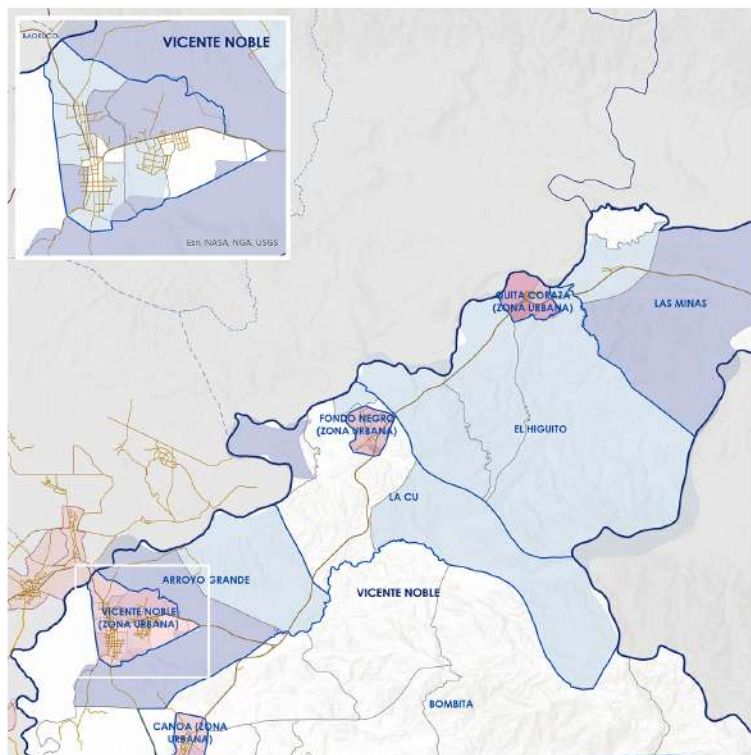 BAORUCO
VICENTE NOBLE
Esri, NASA, NGA, USGS
QUITA CORAZA
(ZONA URBANA)
LAS MINAS
FONDO NEGRO
(ZONA URBANA)
EL HIGUITO
LA CU
ARROYO GRANDE
VICENTE NOBLE
VICENTE NOBLE
(ZONA URBANA)
BOMBITA
CANOA (ZONA
URBANA)